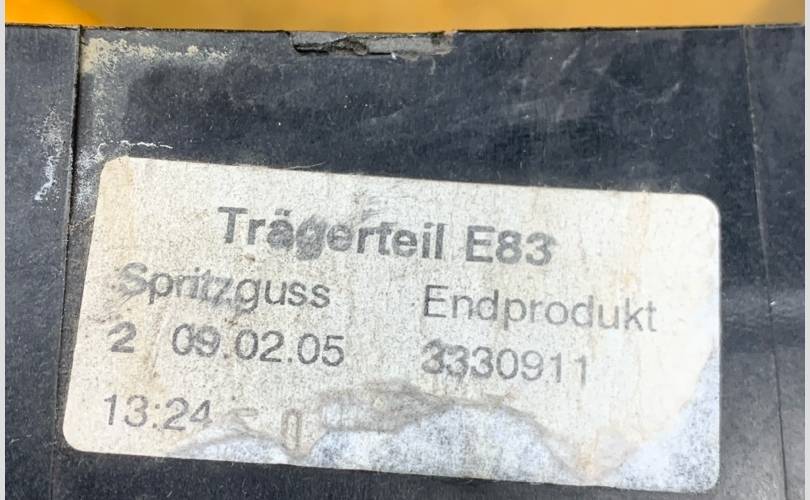 Trägerteil E83
Spritzguss Endprodukt
2 09.02.05 3330911
13:24